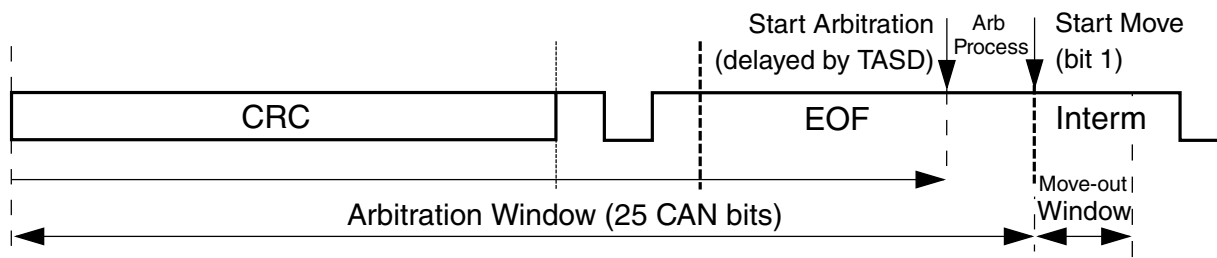 Start Arbitration
(delayed by TASD)
Arb
Process
Start Move
(bit 1)
CRC
EOF
Interm
Arbitration Window (25 CAN bits)
Move-out
Window